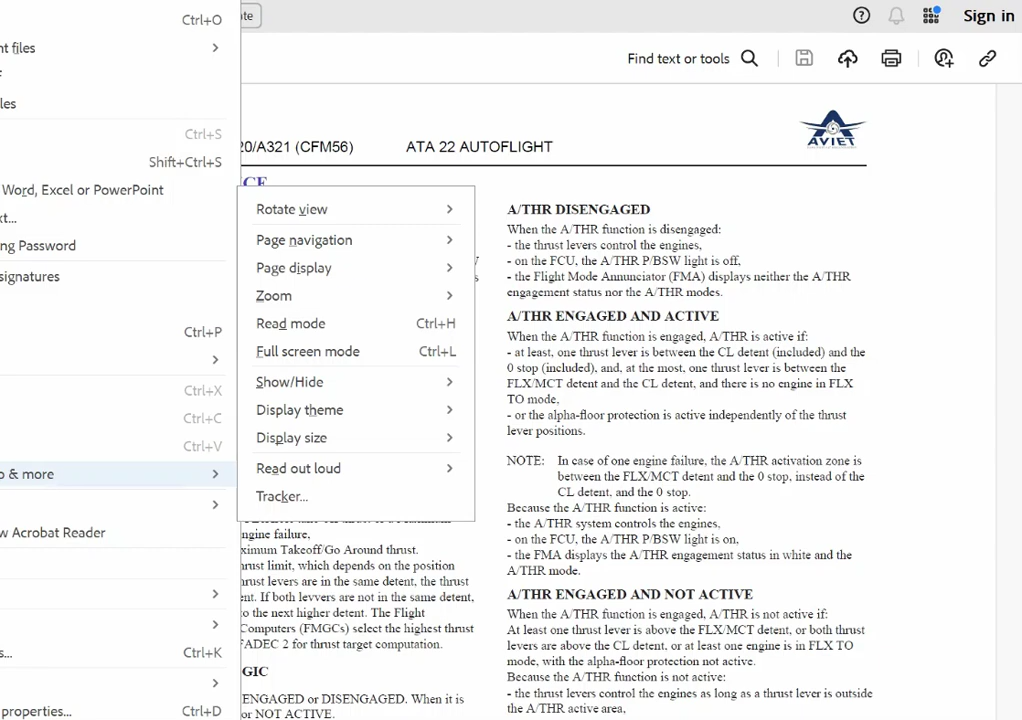 Ctrl+O
te
Sign in
nt files
Find text or tools
les
AVIET
Ctrl+S
20/A321 (CFM56)
ATA 22 AUTOFLIGHT
Shift+Ctrl+S
CE
Word, Excel or PowerPoint
xt...
ng Password
signatures
Ctrl+P
Ctrl+X
Ctrl+C
Ctrl+V
p & more
w Acrobat Reader
s...
Ctrl+K
properties...
Ctrl+D
Rotate view
Page navigation
Page display
Zoom
Read mode
Ctrl+H
Full screen mode
Ctrl+L
Show/Hide
Display theme
Display size
Read out loud
Tracker...
ngine failure,
ximum Takeoff/Go Around thrust.
hrust limit, which depends on the position
hrust levers are in the same detent, the thrust
ent. If both levvers are not in the same detent,
to the next higher detent. The Flight
Computers (FMGCs) select the highest thrust
FADEC 2 for thrust target computation.
GIC
ENGAGED or DISENGAGED. When it is
or NOT ACTIVE.
A/THR DISENGAGED
When the A/THR function is disengaged:
- the thrust levers control the engines,
- on the FCU, the A/THR P/BSW light is off,
- the Flight Mode Annunciator (FMA) displays neither the A/THR
engagement status nor the A/THR modes.
A/THR ENGAGED AND ACTIVE
When the A/THR function is engaged, A/THR is active if:
- at least, one thrust lever is between the CL detent (included) and the
0 stop (included), and, at the most, one thrust lever is between the
FLX/MCT detent and the CL detent, and there is no engine in FLX
TO mode,
- or the alpha-floor protection is active independently of the thrust
lever positions.
NOTE: In case of one engine failure, the A/THR activation zone is
between the FLX/MCT detent and the 0 stop, instead of the
CL detent, and the 0 stop.
Because the A/THR function is active:
- the A/THR system controls the engines,
- on the FCU, the A/THR P/BSW light is on,
- the FMA displays the A/THR engagement status in white and the
A/THR mode.
A/THR ENGAGED AND NOT ACTIVE
When the A/THR function is engaged, A/THR is not active if:
At least one thrust lever is above the FLX/MCT detent, or both thrust
levers are above the CL detent, or at least one engine is in FLX TO
mode, with the alpha-floor protection not active.
Because the A/THR function is not active:
- the thrust levers control the engines as long as a thrust lever is outside
the A/THR active area,